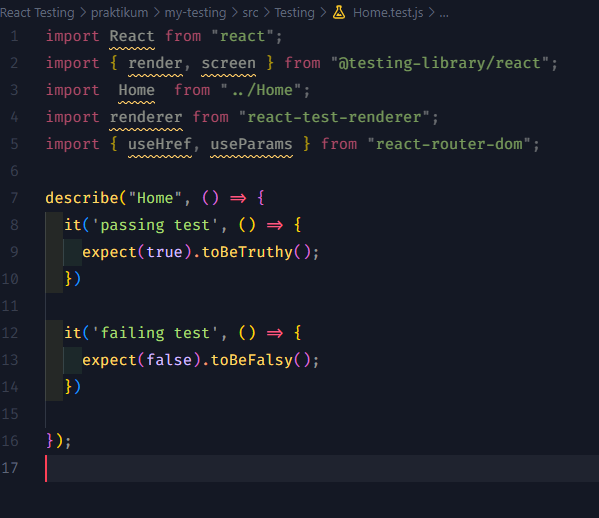 React Testing > praktikum > my-testing > src > Testing > Home.test.js > ...
1 import React from "react";
2 import { render, screen } from "@testing-library/react";
3 import  Home  from "../Home";
4 import renderer from "react-test-renderer";
5 import { useHref, useParams } from "react-router-dom";
6
7 describe("Home", () => {
8   it('passing test', () => {
9     expect(true).toBeTruthy();
10   })
11
12   it('failing test', () => {
13     expect(false).toBeFalsy();
14   })
15
16 });
17